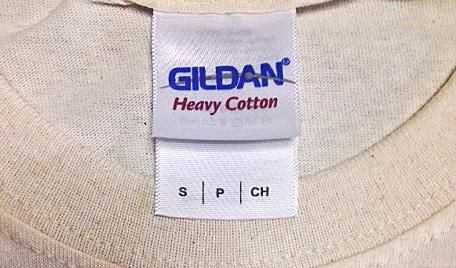 GILDAN®
Heavy Cotton
S | P | CH